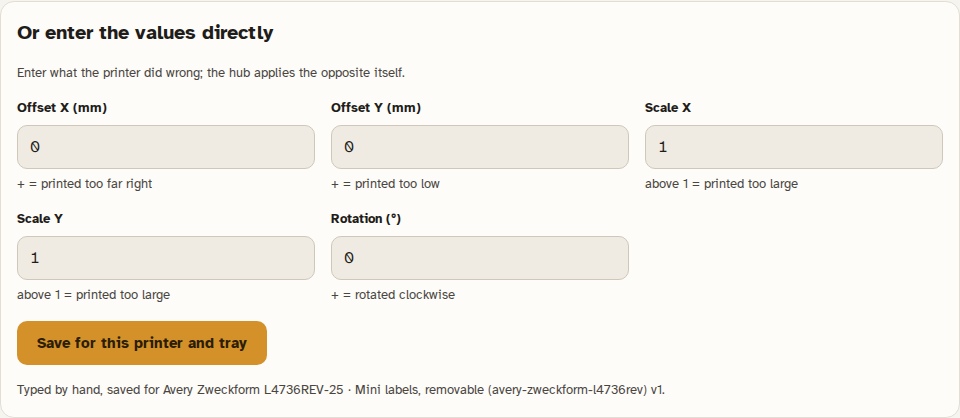 Or enter the values directly
Enter what the printer did wrong; the hub applies the opposite itself.
Offset X (mm)
Offset Y (mm)
Scale X
0
0
1
+ = printed too far right
+ = printed too low
above 1 = printed too large
Scale Y
Rotation (°)
1
0
above 1 = printed too large
+ = rotated clockwise
Save for this printer and tray
Typed by hand, saved for Avery Zweckform L4736REV-25 · Mini labels, removable (avery-zweckform-l4736rev) v1.